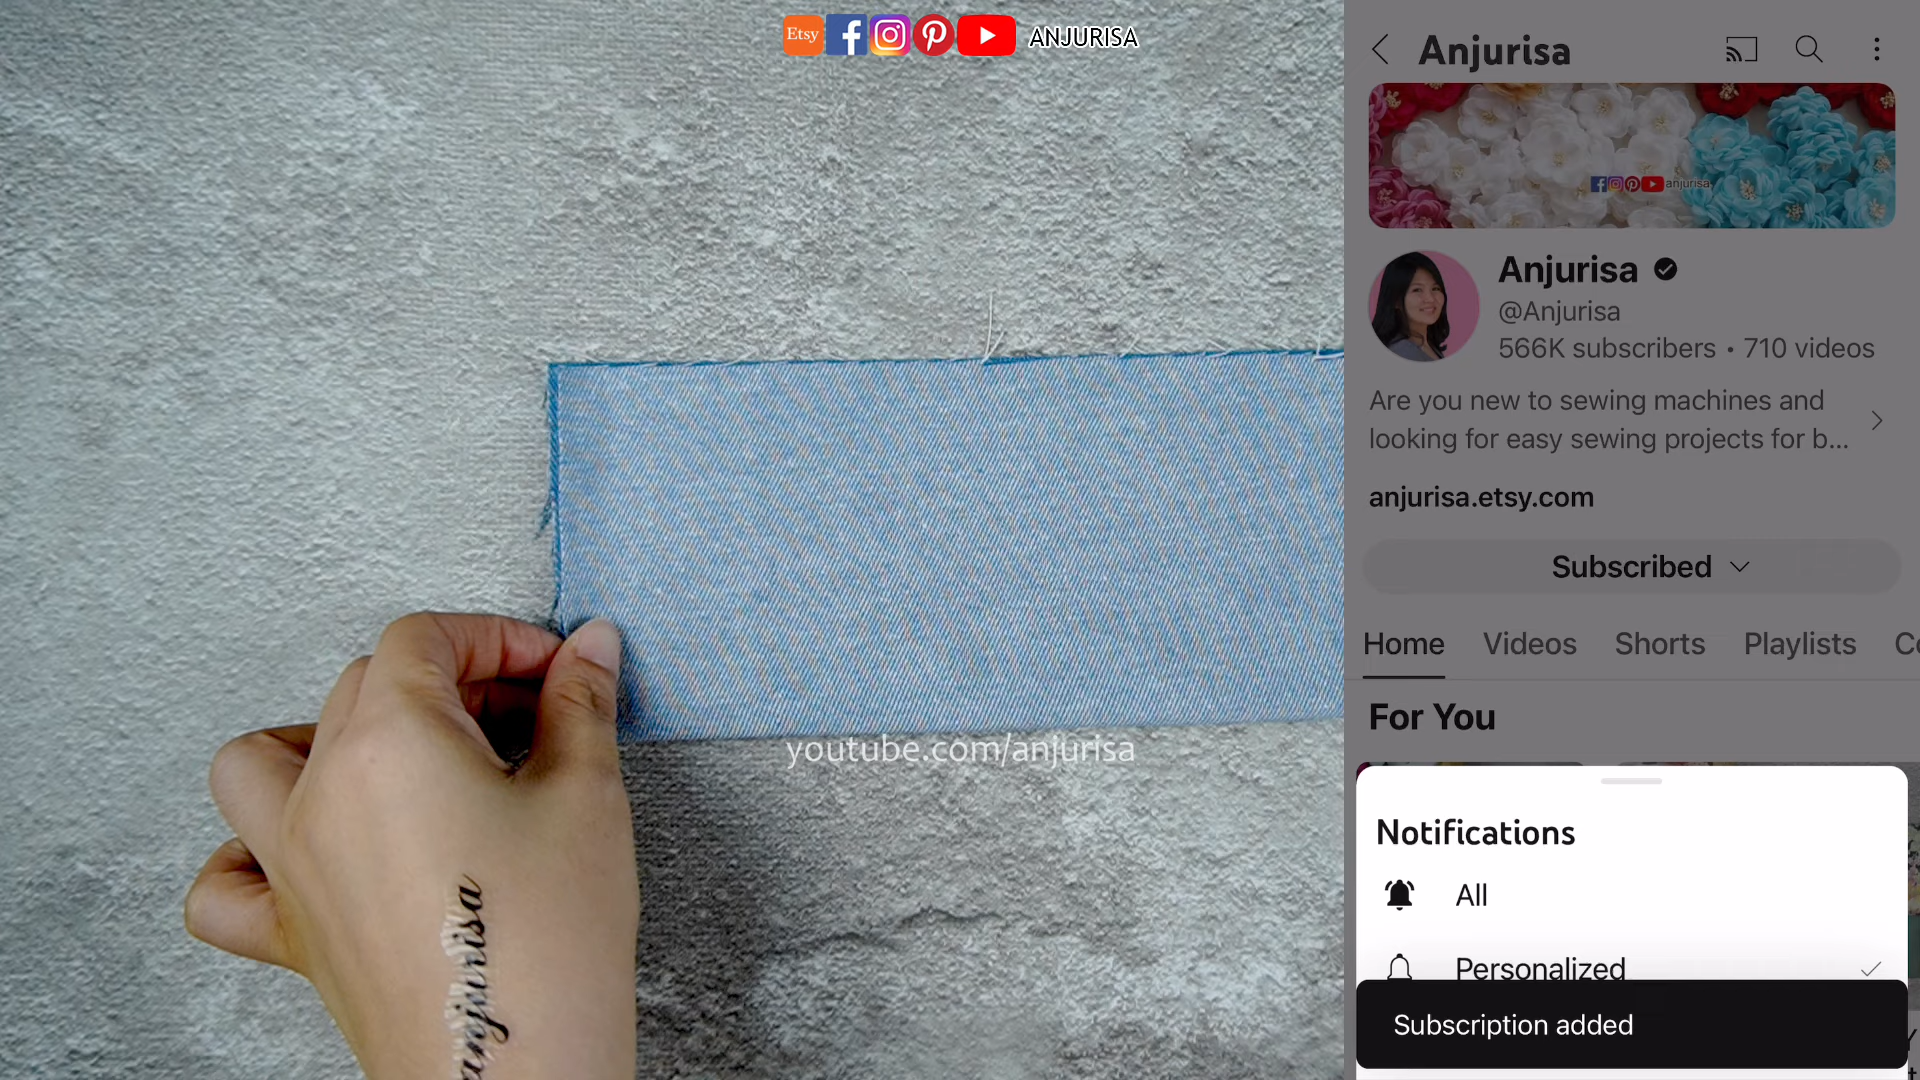 Etsy
ANJURISA
youtube.com/anjurisa
anjurisa
Anjurisa
anjurisa
Anjurisa
@Anjurisa
566K subscribers • 710 videos
Are you new to sewing machines and
looking for easy sewing projects for b...
anjurisa.etsy.com
Subscribed
Home Videos Shorts Playlists Co
For You
Notifications
All
Personalized
Subscription added